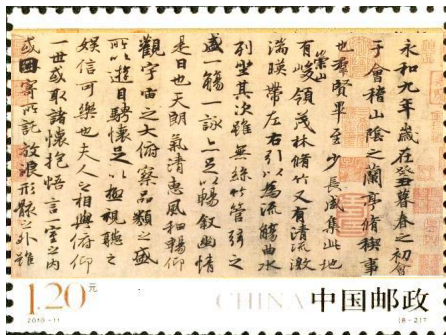 永和九年歲在癸丑暮春之初會
于會稽山陰之蘭亭脩稧事
也羣賢畢至少長咸集此地
有崇山峻領茂林脩竹又有清流激
湍暎帶左右引以為流觴曲水
列坐其次雖無絲竹管弦之
盛一觴一詠亦足以暢叙幽情
是日也天朗氣清惠風和暢仰
觀宇宙之大俯察品類之盛
所以遊目騁懷足以極視聽之
娛信可樂也夫人之相與俯仰
一世或取諸懷抱悟言一室之內
或因寄所託放浪形骸之外雖
1.20元
CHINA 中国邮政
2010-11
(6-2)T